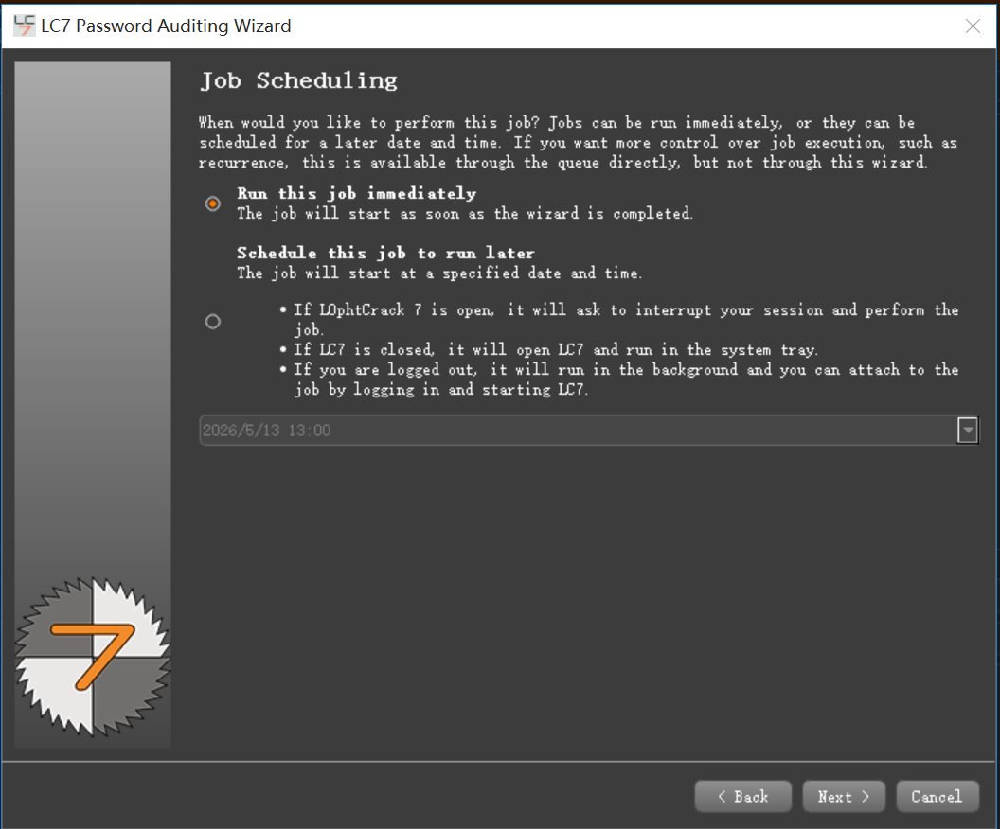 LC7 Password Auditing Wizard
Job Scheduling
When would you like to perform this job? Jobs can be run immediately, or they can be
scheduled for a later date and time. If you want more control over job execution, such as
recurrence, this is available through the queue directly, but not through this wizard.
Run this job immediately
The job will start as soon as the wizard is completed.
Schedule this job to run later
The job will start at a specified date and time.
• If L0phtCrack 7 is open, it will ask to interrupt your session and perform the
job.
• If LC7 is closed, it will open LC7 and run in the system tray.
• If you are logged out, it will run in the background and you can attach to the
job by logging in and starting LC7.
2026/5/13 13:00
7
< Back
Next >
Cancel